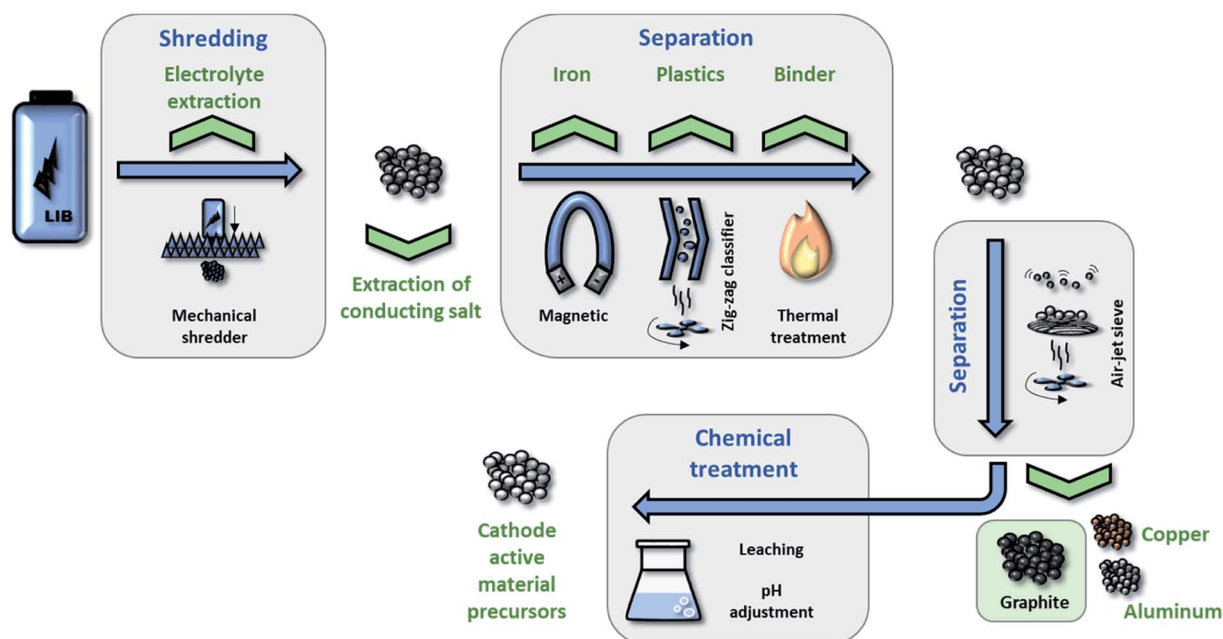 LIB
Shredding
Electrolyte
extraction
Mechanical
shredder
Extraction of
conducting salt
Separation
Iron
Plastics
Binder
+
-
Magnetic
Zig-zag classifier
Thermal
treatment
Separation
Air-jet sieve
Graphite
Copper
Aluminum
Chemical
treatment
Leaching
pH
adjustment
Cathode
active
material
precursors